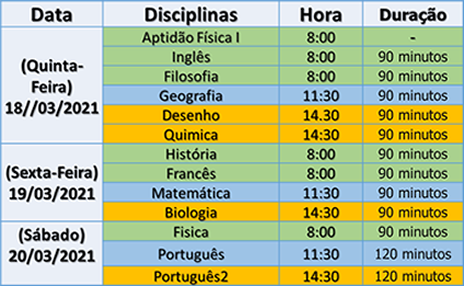 Data Disciplinas Hora Duração
(Quinta-Feira) 18//03/2021
Aptidão Física I 8:00 -
Inglês 8:00 90 minutos
Filosofia 8:00 90 minutos
Geografia 11:30 90 minutos
Desenho 14.30 90 minutos
Quimica 14:30 90 minutos
(Sexta-Feira) 19/03/2021
História 8:00 90 minutos
Francês 8:00 90 minutos
Matemática 11:30 90 minutos
Biologia 14:30 90 minutos
(Sábado) 20/03/2021
Fisica 8:00 90 minutos
Português 11:30 120 minutos
Português2 14:30 120 minutos